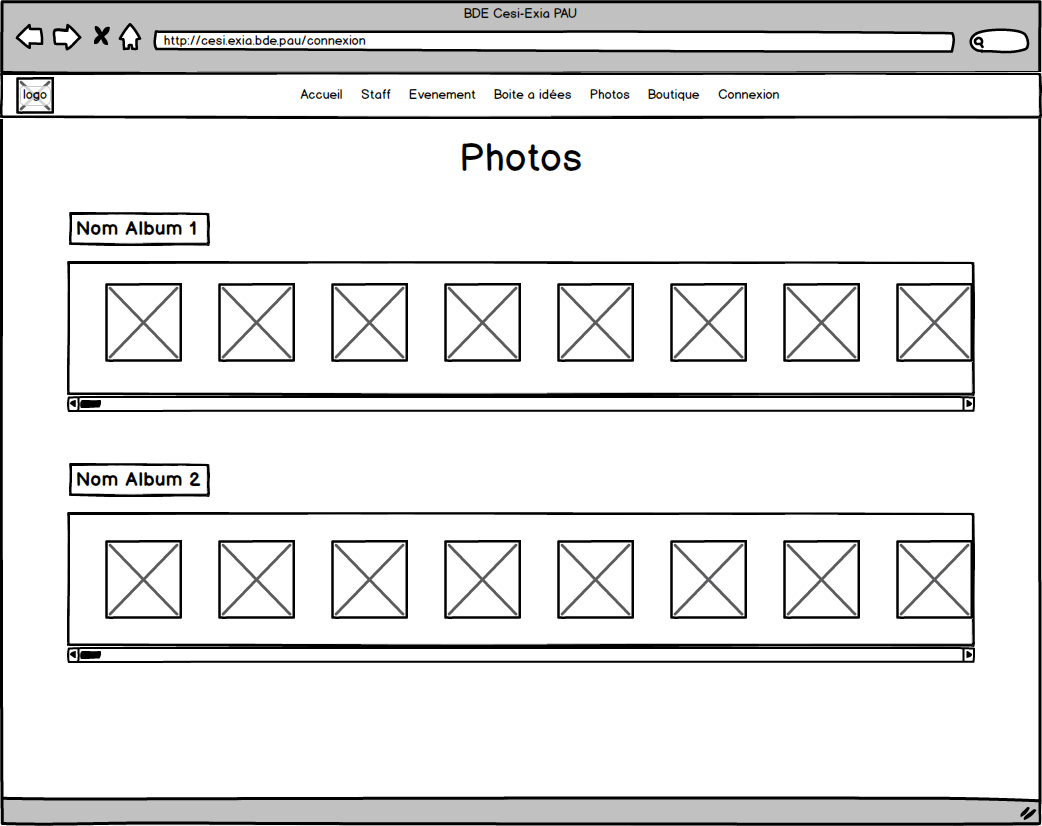 BDE Cesi-Exia PAU
http://cesi.exia.bde.pau/connexion
logo Accueil Staff Evenement Boite a idées Photos Boutique Connexion
Photos
Nom Album 1
Nom Album 2